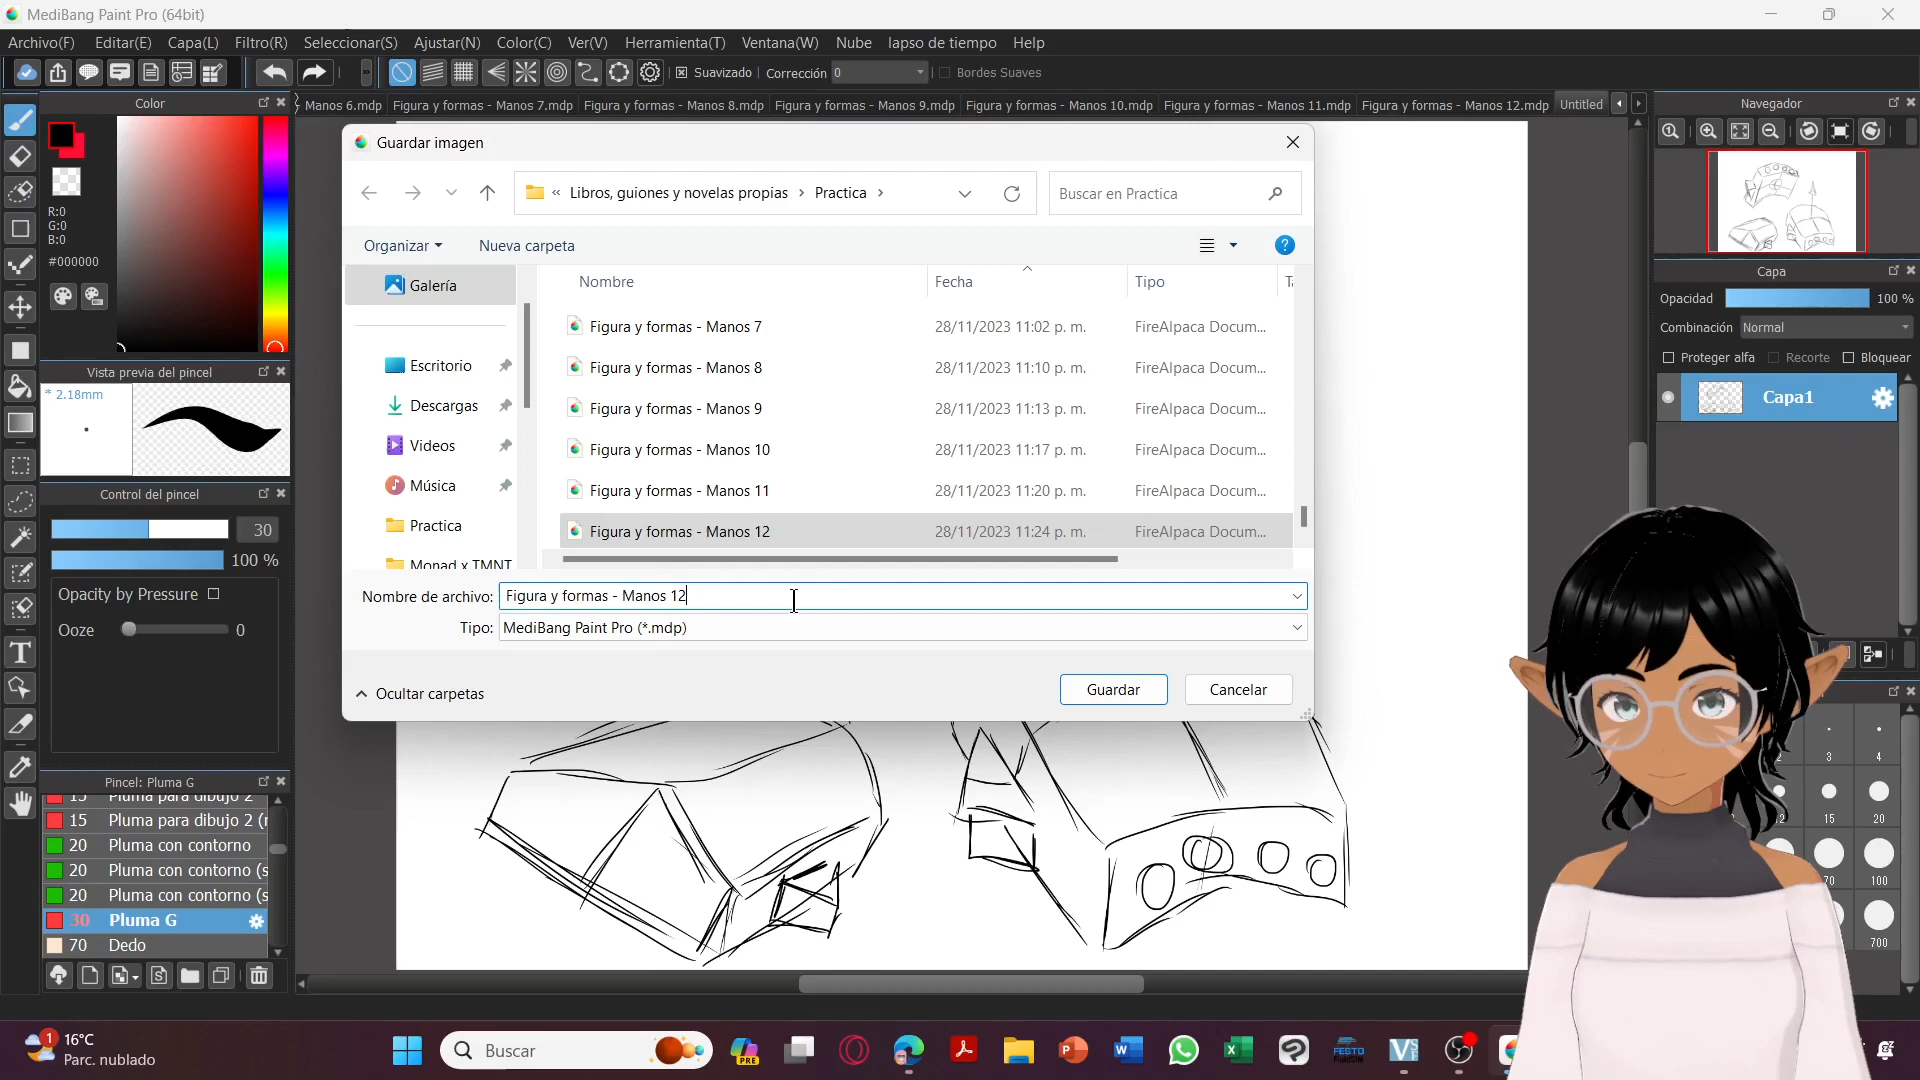 MediBang Paint Pro (64bit)
Archivo(F) Editar(E) Capa(L) Filtro(R) Seleccionar(S) Ajustar(N) Color(C) Ver(V) Herramienta(T) Ventana(W) Nube lapso de tiempo Help
Suavizado Corrección 0 Bordes Suaves
Color
Manos 6.mdp Figura y formas - Manos 7.mdp Figura y formas - Manos 8.mdp Figura y formas - Manos 9.mdp Figura y formas - Manos 10.mdp Figura y formas - Manos 11.mdp Figura y formas - Manos 12.mdp Untitled
Navegador
R:0
G:0
B:0
#000000
Vista previa del pincel
* 2.18mm
Control del pincel
30
100 %
Opacity by Pressure
Ooze 0
Pincel: Pluma G
15 Pluma para dibujo 2
15 Pluma para dibujo 2 (r
20 Pluma con contorno
20 Pluma con contorno (s
20 Pluma con contorno (s
30 Pluma G
70 Dedo
Guardar imagen
« Libros, guiones y novelas propias > Practica >
Buscar en Practica
Organizar Nueva carpeta
Galería
Escritorio
Descargas
Videos
Música
Practica
Monad x TMNT
Nombre Fecha Tipo
Figura y formas - Manos 7 28/11/2023 11:02 p. m. FireAlpaca Docum...
Figura y formas - Manos 8 28/11/2023 11:10 p. m. FireAlpaca Docum...
Figura y formas - Manos 9 28/11/2023 11:13 p. m. FireAlpaca Docum...
Figura y formas - Manos 10 28/11/2023 11:17 p. m. FireAlpaca Docum...
Figura y formas - Manos 11 28/11/2023 11:20 p. m. FireAlpaca Docum...
Figura y formas - Manos 12 28/11/2023 11:24 p. m. FireAlpaca Docum...
Nombre de archivo: Figura y formas - Manos 12
Tipo: MediBang Paint Pro (*.mdp)
Ocultar carpetas
Guardar Cancelar
Capa
Opacidad 100 %
Combinación Normal
Proteger alfa Recorte Bloquear
Capa1
3 4
15 20
70 100
700
1 16°C
Parc. nublado
Buscar
PRE
FESTO